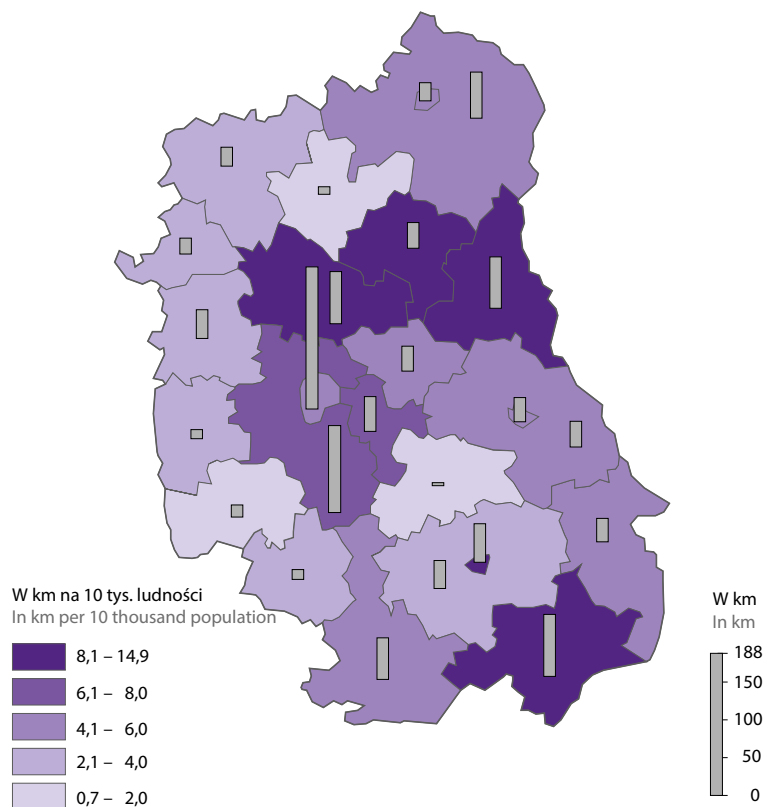 W km na 10 tys. ludności
In km per 10 thousand population
8,1 – 14,9
6,1 – 8,0
4,1 – 6,0
2,1 – 4,0
0,7 – 2,0
W km
In km
188
150
100
50
0